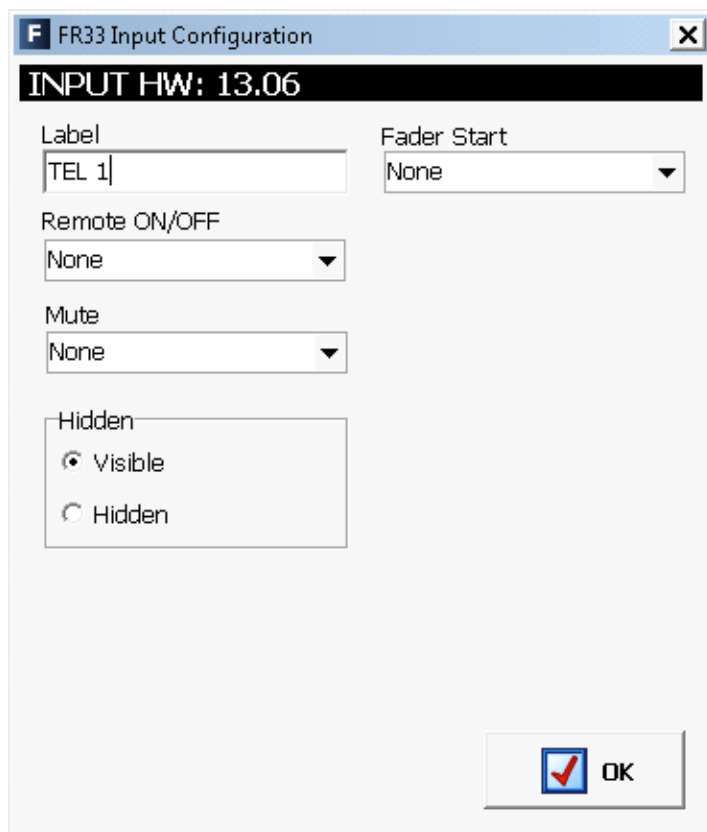 F FR33 Input Configuration
INPUT HW: 13.06
Label
TEL 1
Fader Start
None
Remote ON/OFF
None
Mute
None
Hidden
Visible
Hidden
OK